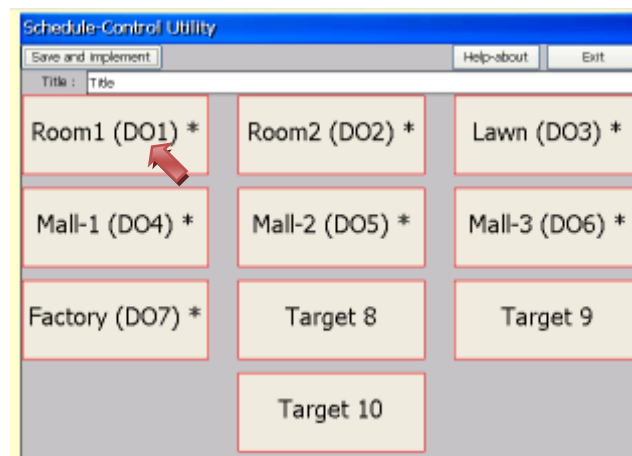 Schedule-Control Utility
Save and implement Help-about Exit
Title : Title
Room1 (DO1) * Room2 (DO2) * Lawn (DO3) *
Mall-1 (DO4) * Mall-2 (DO5) * Mall-3 (DO6) *
Factory (DO7) * Target 8 Target 9
Target 10